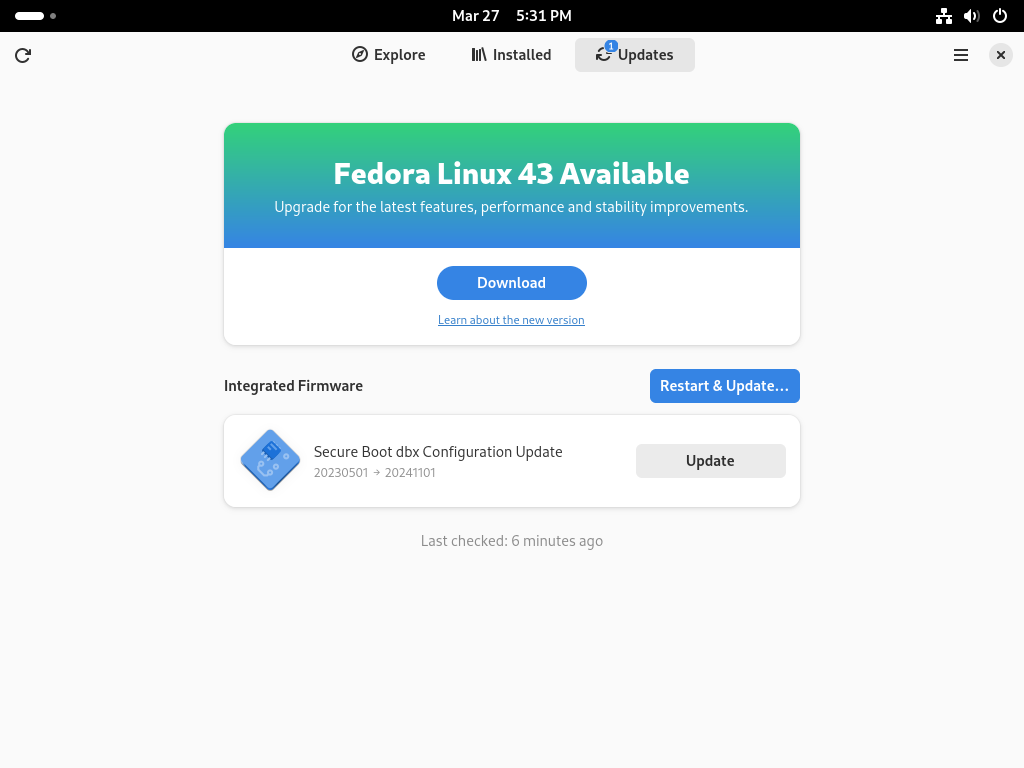 Mar 27 5:31 PM
Explore Installed 1 Updates
Fedora Linux 43 Available
Upgrade for the latest features, performance and stability improvements.
Download
Learn about the new version
Integrated Firmware Restart & Update…
Secure Boot dbx Configuration Update
20230501 → 20241101
Update
Last checked: 6 minutes ago